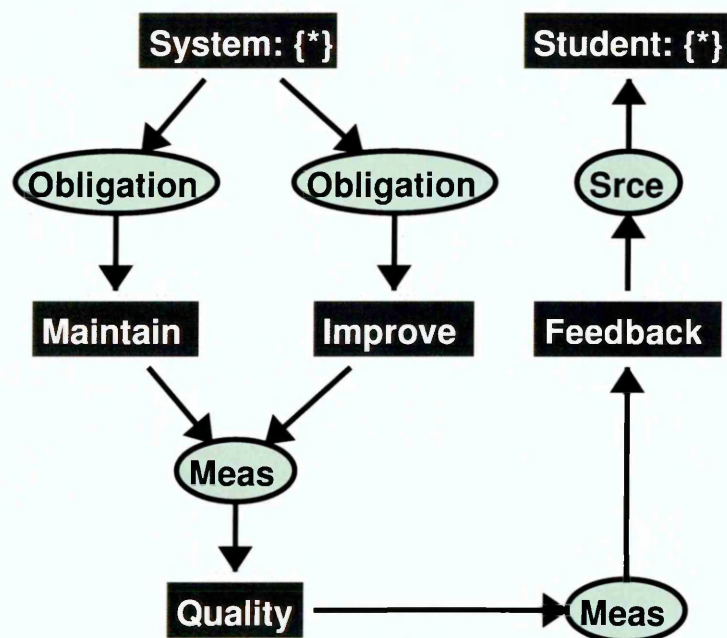 System: {*}
Student: {*}
Obligation
Obligation
Srce
Maintain
Improve
Feedback
Meas
Quality
Meas